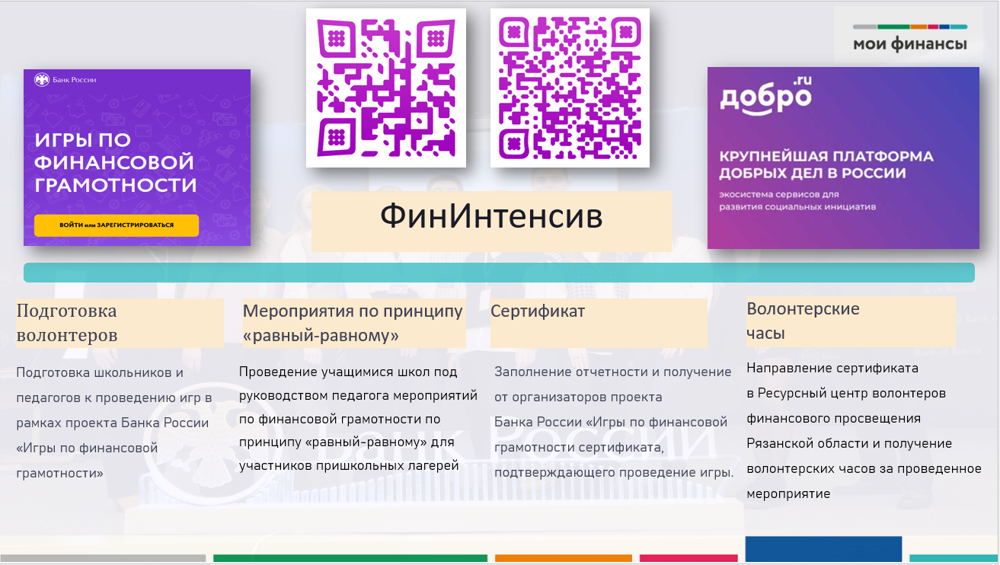 мои финансы
Банк России
ИГРЫ ПО
ФИНАНСОВОЙ
ГРАМОТНОСТИ
ВОЙТИ или ЗАРЕГИСТРИРОВАТЬСЯ
добро.ru
КРУПНЕЙШАЯ ПЛАТФОРМА
ДОБРЫХ ДЕЛ В РОССИИ
экосистема сервисов для
развития социальных инициатив
ФинИнтенсив
Подготовка
волонтеров
Подготовка школьников и
педагогов к проведению игр в
рамках проекта Банка России
«Игры по финансовой
грамотности»
Мероприятия по принципу
«равный-равному»
Проведение учащимися школ под
руководством педагога мероприятий
по финансовой грамотности по
принципу «равный-равному» для
участников пришкольных лагерей
Сертификат
Заполнение отчетности и получение
от организаторов проекта
Банка России «Игры по финансовой
грамотности сертификата,
подтверждающего проведение игры.
Волонтерские
часы
Направление сертификата
в Ресурсный центр волонтеров
финансового просвещения
Рязанской области и получение
волонтерских часов за проведенное
мероприятие
Банк России